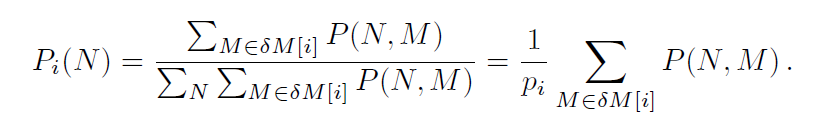 P_i(N) = \frac{\sum_{M \in \delta M[i]} P(N, M)}{\sum_N \sum_{M \in \delta M[i]} P(N, M)} = \frac{1}{p_i} \sum_{M \in \delta M[i]} P(N, M) .